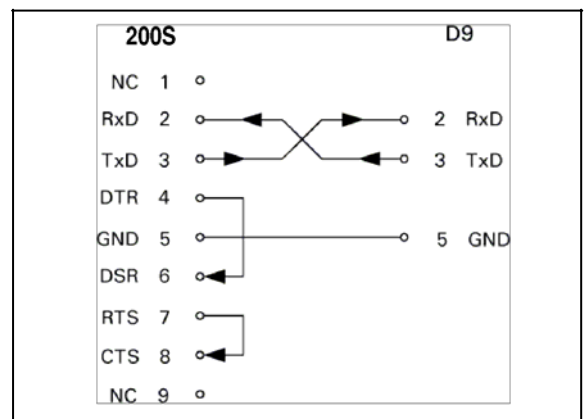 200S D9
NC 1
RxD 2 2 RxD
TxD 3 3 TxD
DTR 4
GND 5 5 GND
DSR 6
RTS 7
CTS 8
NC 9